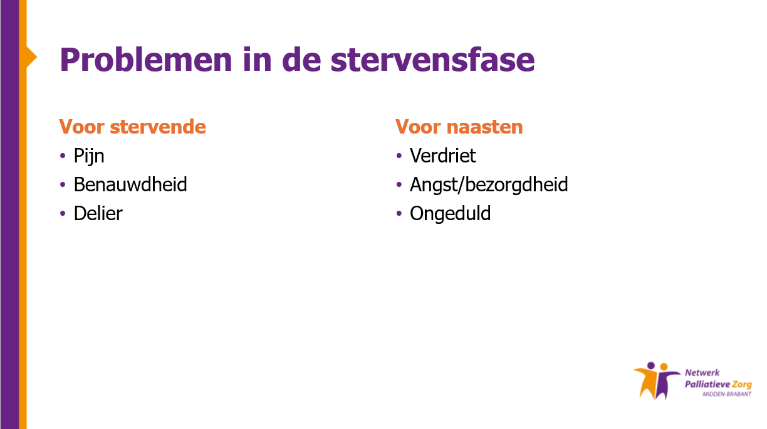 Problemen in de stervensfase
Voor stervende
• Pijn
• Benauwdheid
• Delier
Voor naasten
• Verdriet
• Angst/bezorgdheid
• Ongeduld
Netwerk
Palliatieve Zorg
MIDDEN-BRABANT